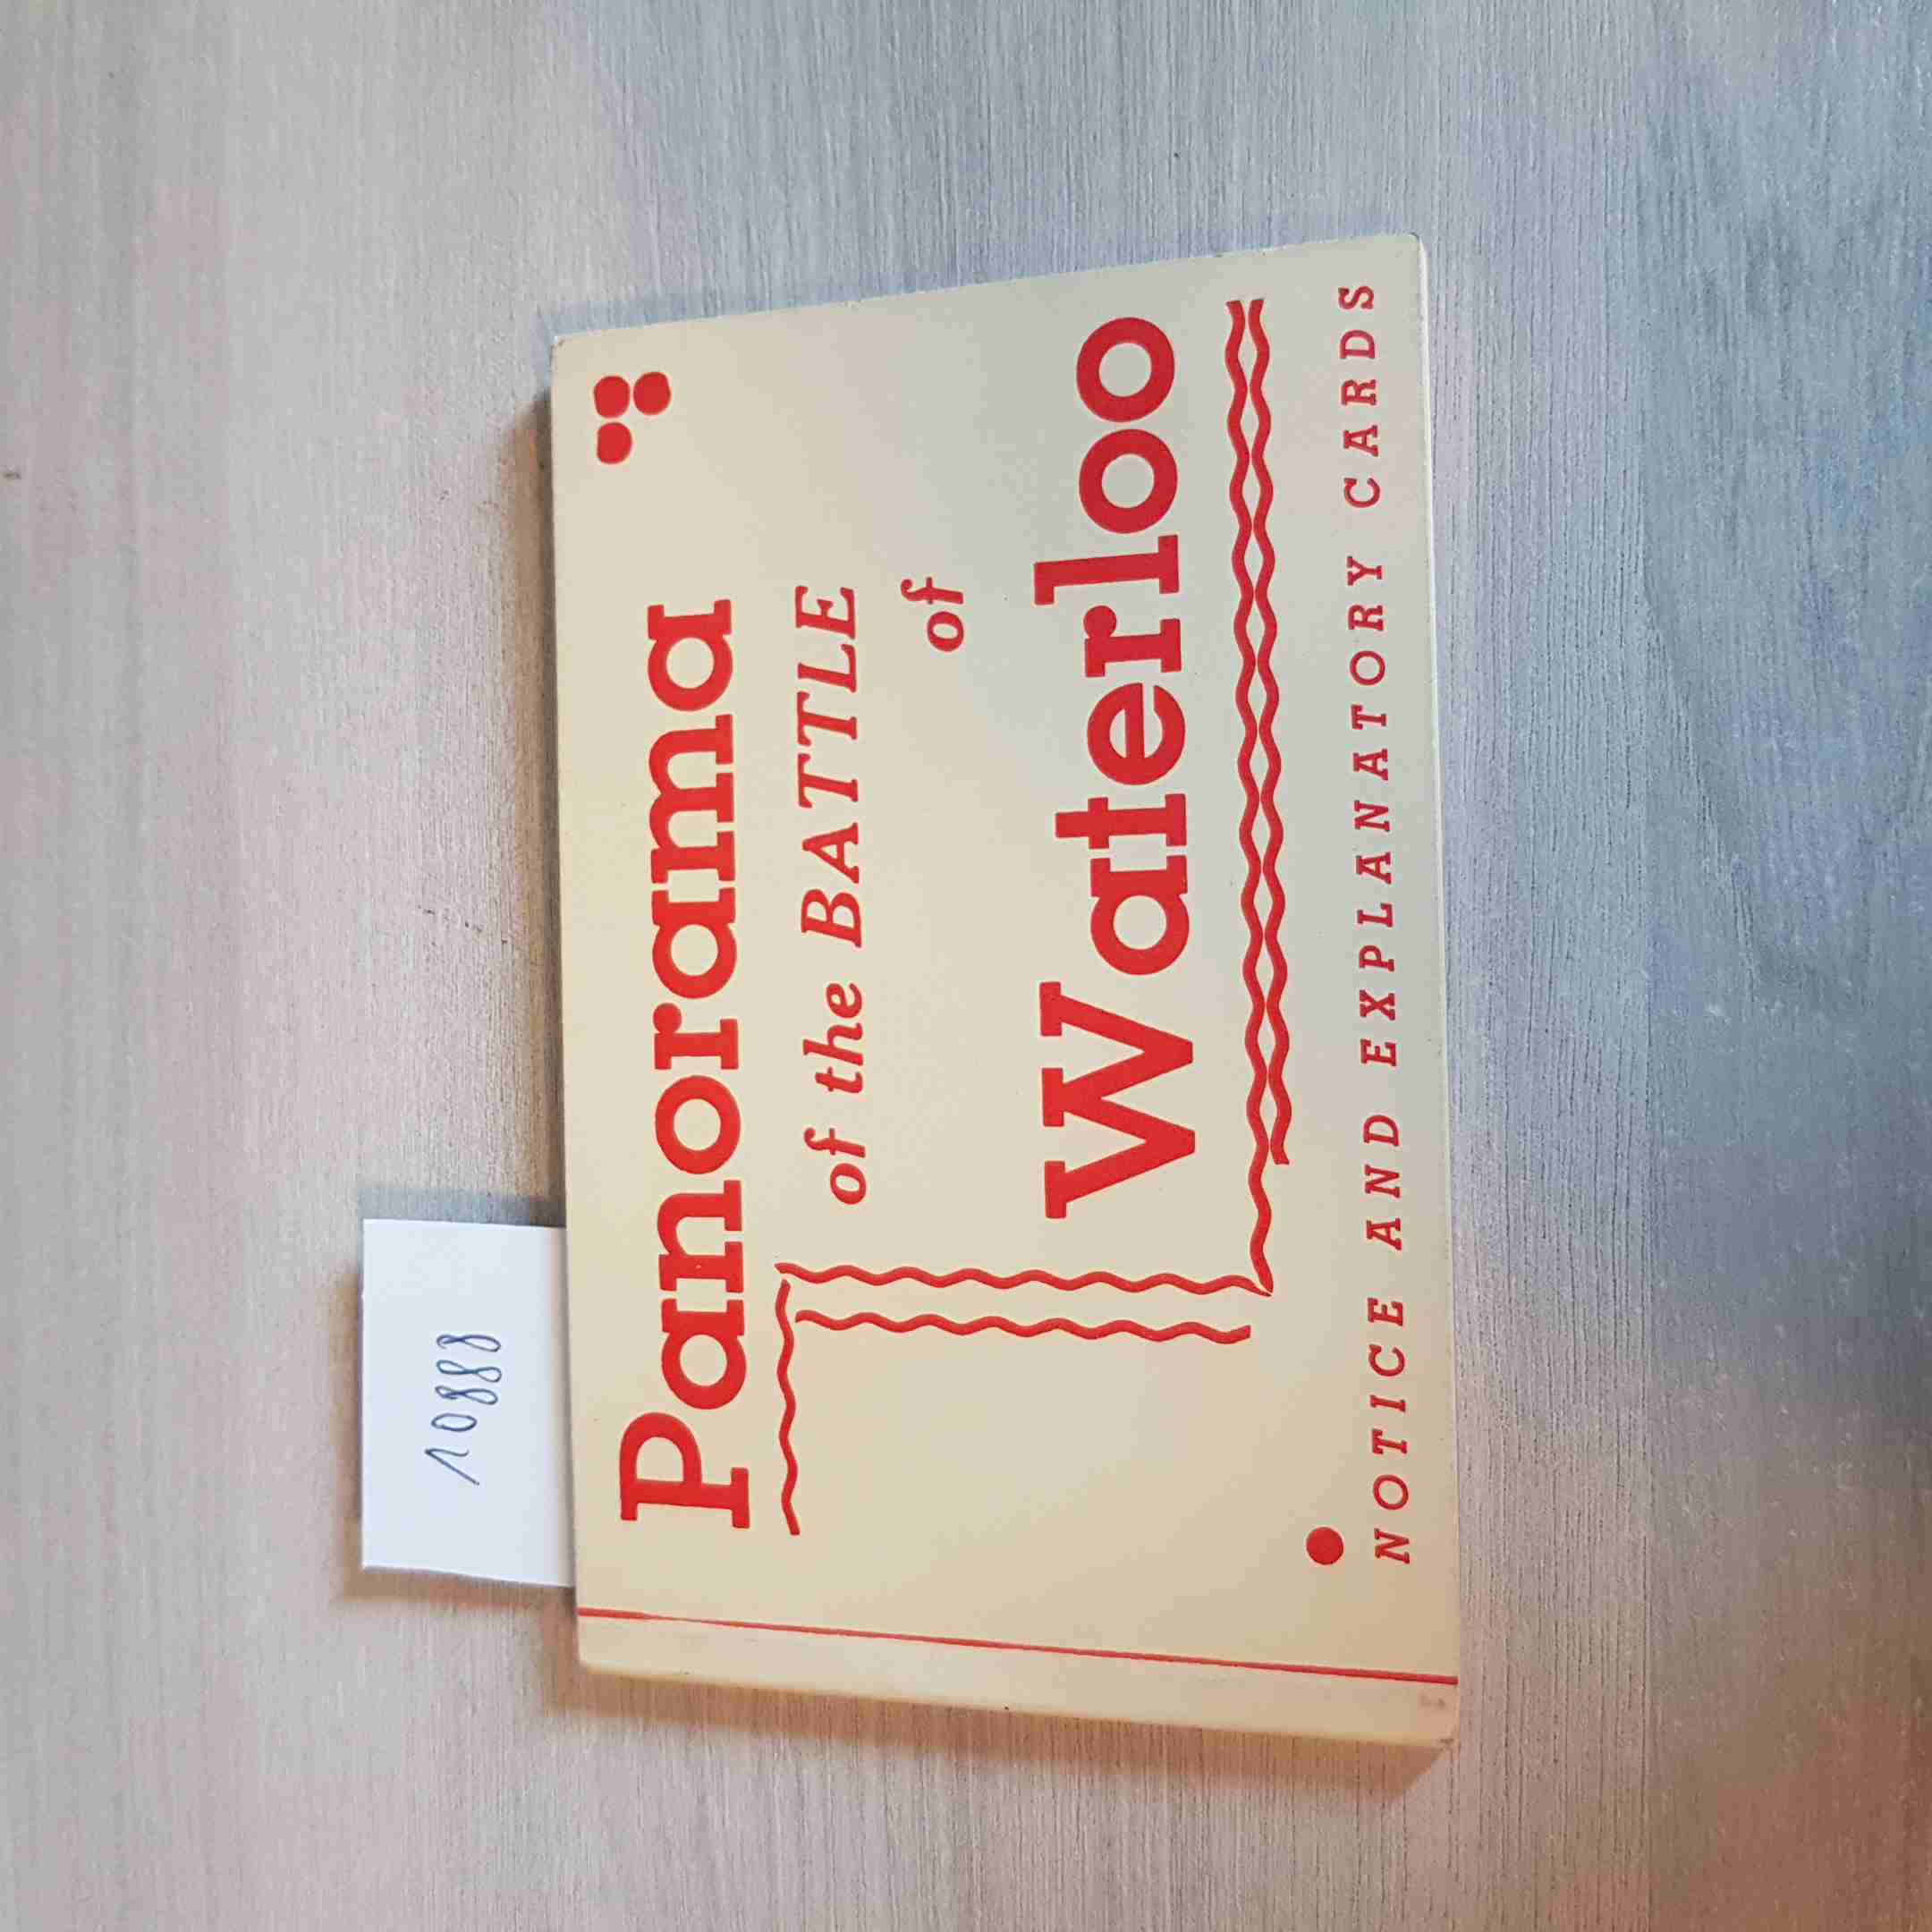 10888
Panorama
of the BATTLE
of
Waterloo
NOTICE AND EXPLANATORY CARDS